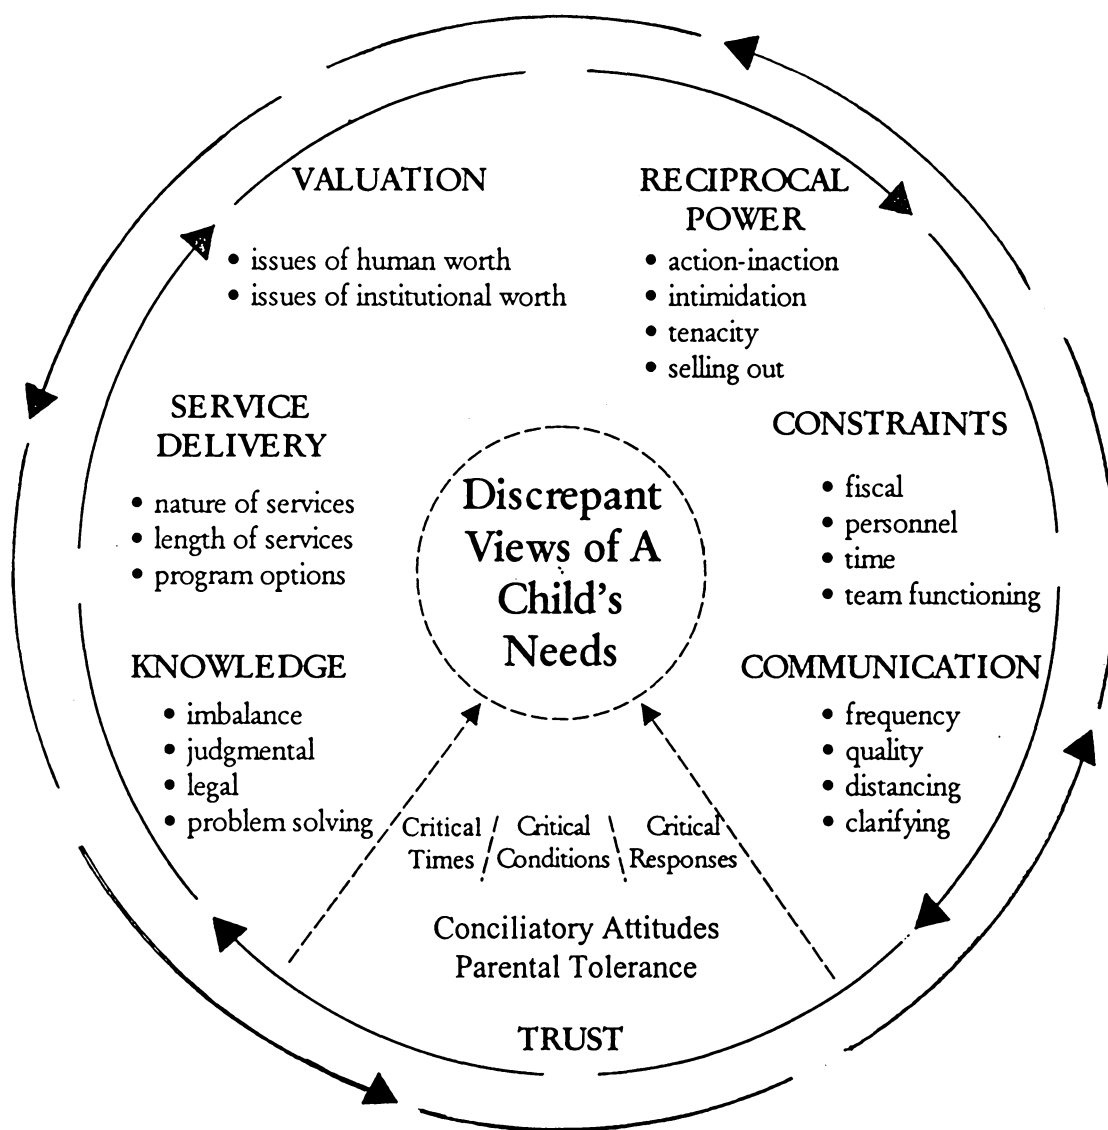 VALUATION
• issues of human worth
• issues of institutional worth
RECIPROCAL
POWER
• action-inaction
• intimidation
• tenacity
• selling out
SERVICE
DELIVERY
• nature of services
• length of services
• program options
CONSTRAINTS
• fiscal
• personnel
• time
• team functioning
Discrepant
Views of A
Child's
Needs
KNOWLEDGE
• imbalance
• judgmental
• legal
• problem solving
COMMUNICATION
• frequency
• quality
• distancing
• clarifying
Critical
Times
Critical
Conditions
Critical
Responses
Conciliatory Attitudes
Parental Tolerance
TRUST